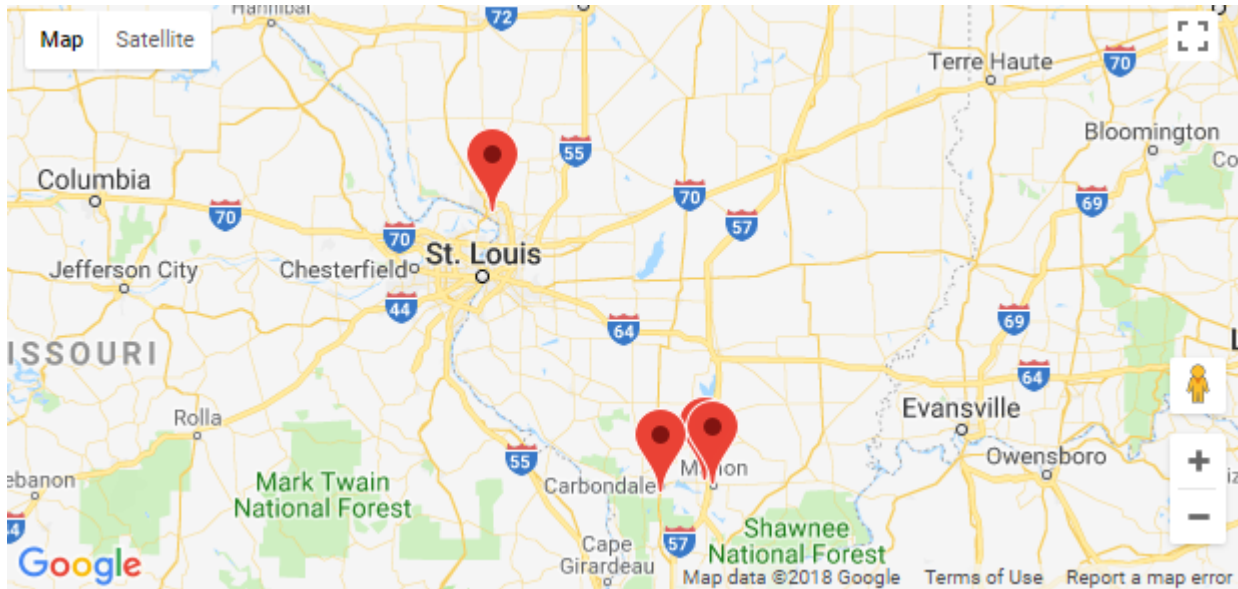 Hannibal
72
Map Satellite
Terre Haute
70
Bloomington
55
Columbia
70
70
69
57
70
St. Louis
Jefferson City
Chesterfield
44
64
69
ISSOURI
L
64
Rolla
Evansville
55
Marion
Owensboro
Carbondale
ebanon
Mark Twain
National Forest
Shawnee
National Forest
57
4
Cape
Girardeau
Google
Map data ©2018 Google Terms of Use Report a map error